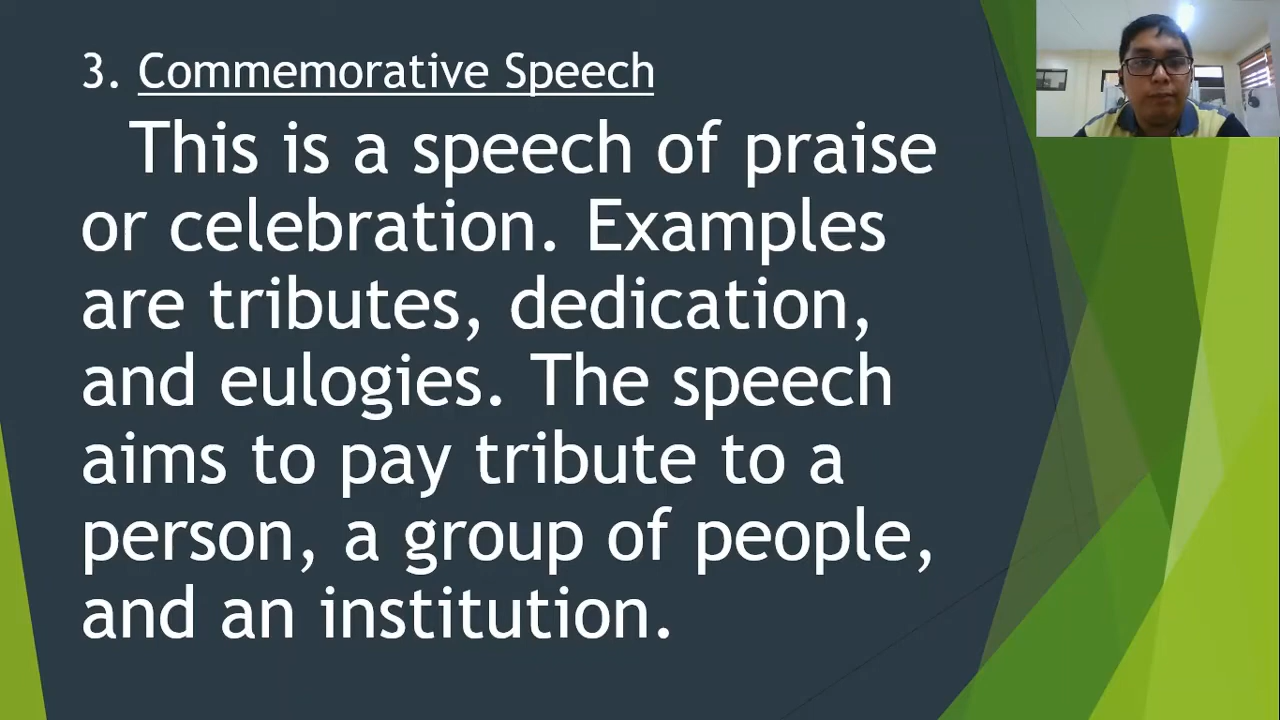 3. Commemorative Speech
This is a speech of praise
or celebration. Examples
are tributes, dedication,
and eulogies. The speech
aims to pay tribute to a
person, a group of people,
and an institution.